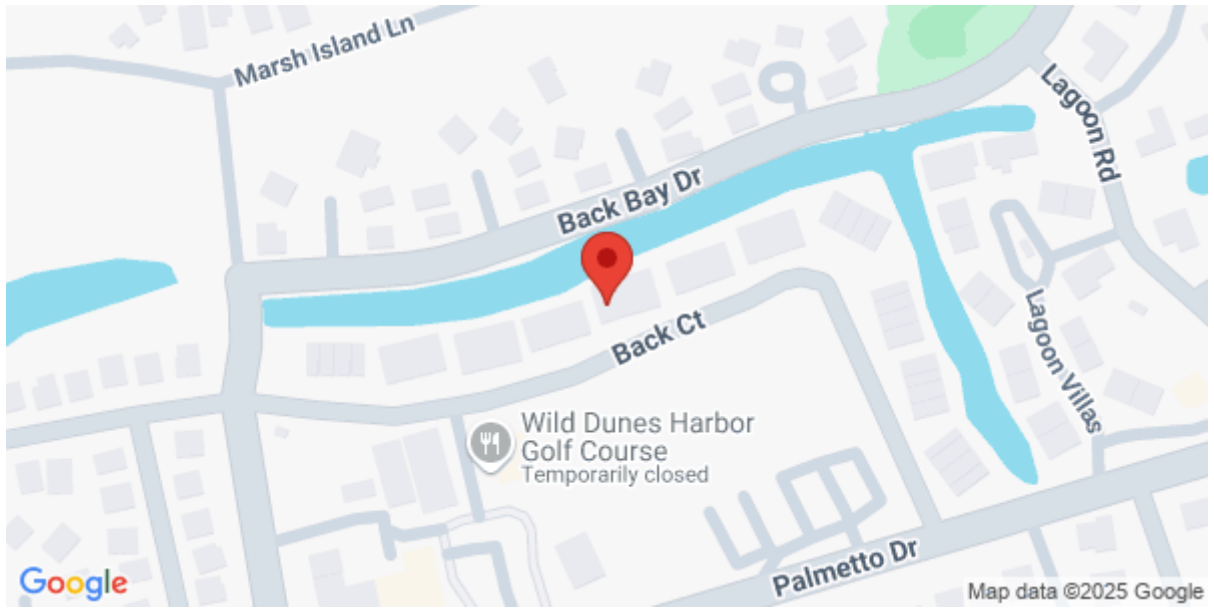 Marsh Island Ln
Lagoon Rd
Back Bay Dr
Back Ct
Lagoon Villas
Wild Dunes Harbor
Golf Course
Temporarily closed
Palmetto Dr
Google
Map data ©2025 Google